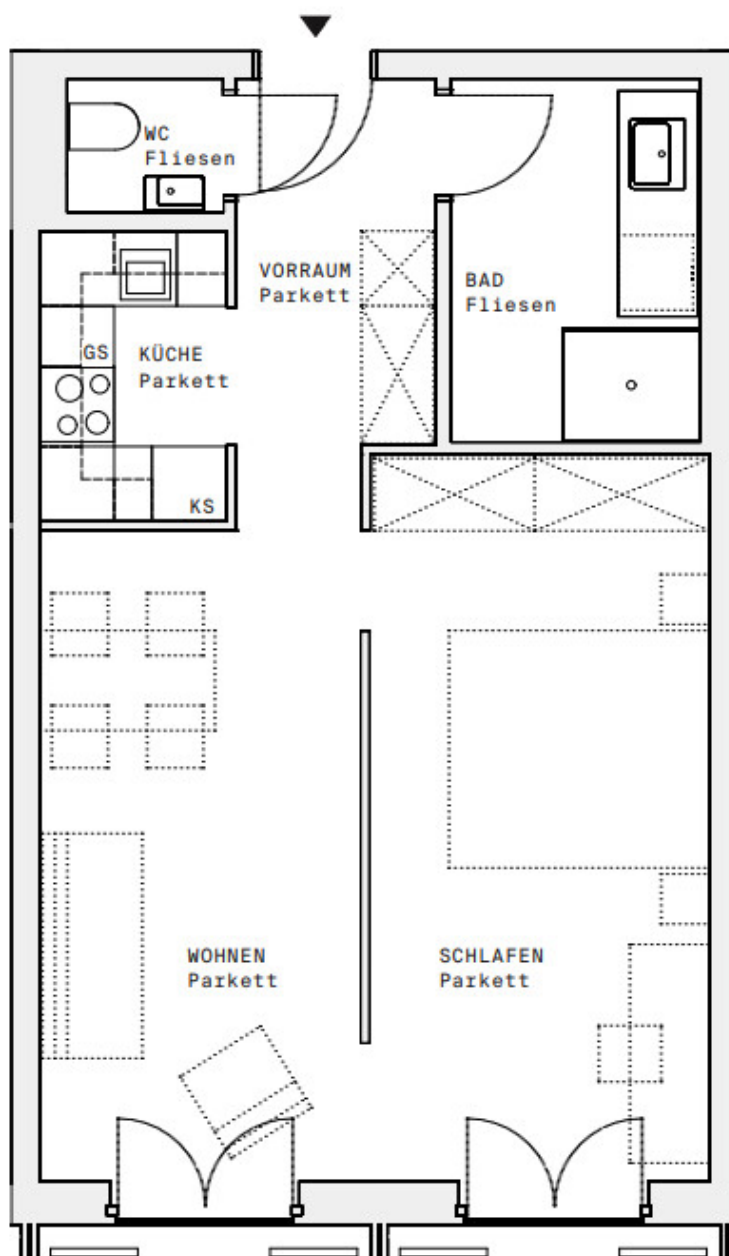 WC
Fliesen
VORRAUM
Parkett
BAD
Fliesen
GS
KÜCHE
Parkett
KS
WOHNEN
Parkett
SCHLAFEN
Parkett